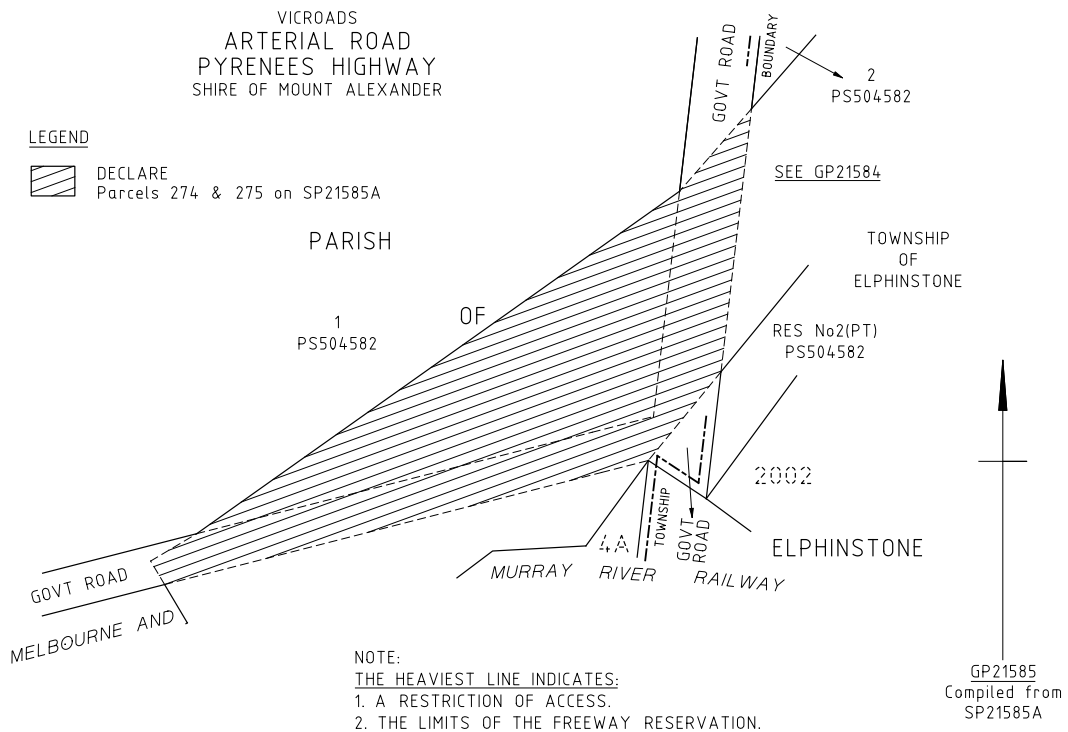 VICROADS
ARTERIAL ROAD
PYRENEES HIGHWAY
SHIRE OF MOUNT ALEXANDER
LEGEND
DECLARE
Parcels 274 & 275 on SP21585A
GOVT ROAD
BOUNDARY
2
PS504582
SEE GP21584
PARISH
OF
1
PS504582
TOWNSHIP
OF
ELPHINSTONE
RES No2(PT)
PS504582
2002
TOWNSHIP
GOVT
ROAD
4A
ELPHINSTONE
GOVT ROAD
MELBOURNE AND
MURRAY RIVER RAILWAY
NOTE:
THE HEAVIEST LINE INDICATES:
1. A RESTRICTION OF ACCESS.
2. THE LIMITS OF THE FREEWAY RESERVATION.
GP21585
Compiled from
SP21585A